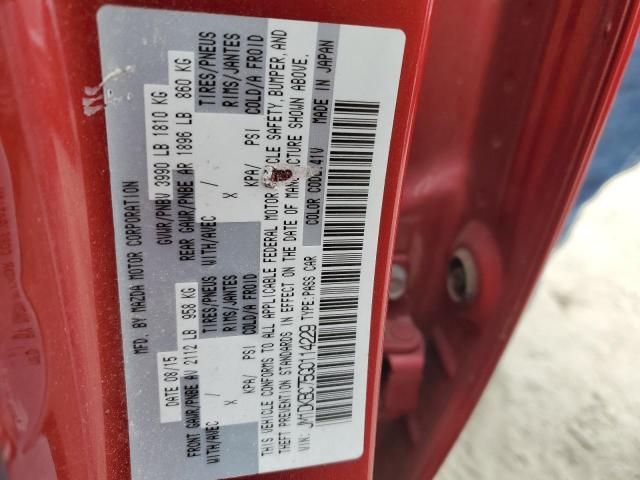 MFD. BY MAZDA MOTOR CORPORATION
DATE 08/15 GVWR/PNBV 3990 LB 1810 KG
FRONT GAWR/PNBE AV 2112 LB 958 KG REAR GAWR/PNBE AR 1896 LB 860 KG
WITH/AVEC / TIRES/PNEUS WITH/AVEC / TIRES/PNEUS
X RIMS/JANTES X RIMS/JANTES
KPA/ PSI COLD/A FROID KPA/ PSI COLD/A FROID
THIS VEHICLE CONFORMS TO ALL APPLICABLE FEDERAL MOTOR SAFETY, BUMPER, AND
THEFT PREVENTION STANDARDS IN EFFECT ON THE DATE OF SHOWN ABOVE.
VIN: JM1DKBC75G0114229 TYPE:PASS CAR COLOR CODE: 41V MADE IN JAPAN